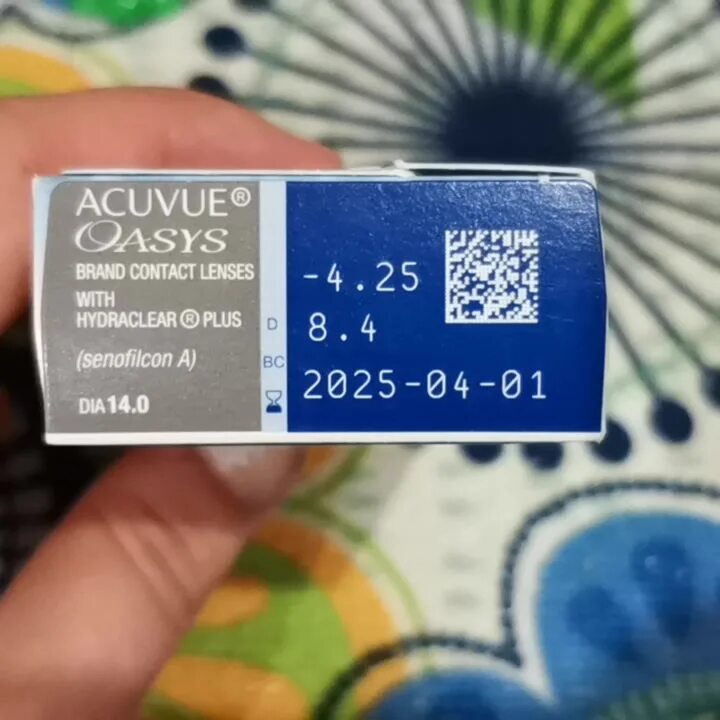 ACUVUE®
OASYS
BRAND CONTACT LENSES
WITH
HYDRACLEAR ® PLUS
(senofilcon A)
DIA 14.0
D
BC
-4.25
8.4
2025-04-01